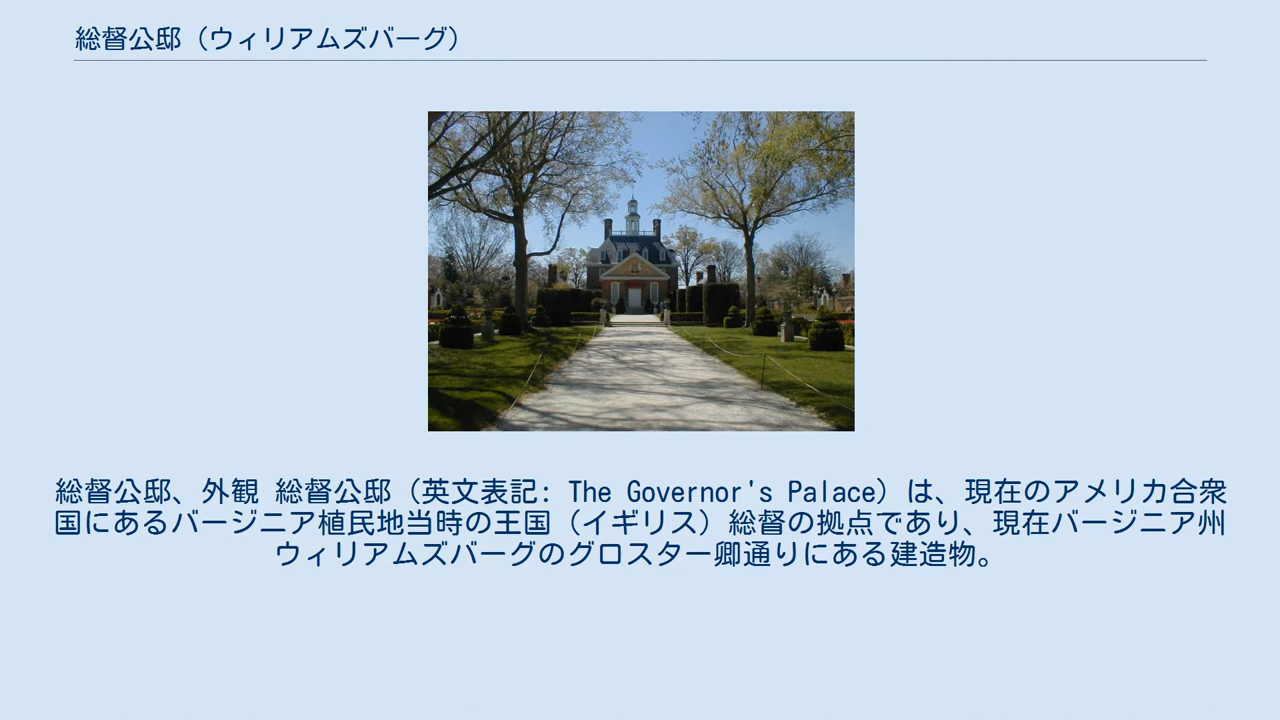 総督公邸（ウィリアムズバーグ）
総督公邸、外観 総督公邸（英文表記: The Governor's Palace）は、現在のアメリカ合衆
国にあるバージニア植民地当時の王国（イギリス）総督の拠点であり、現在バージニア州
ウィリアムズバーグのグロスター卿通りにある建造物。